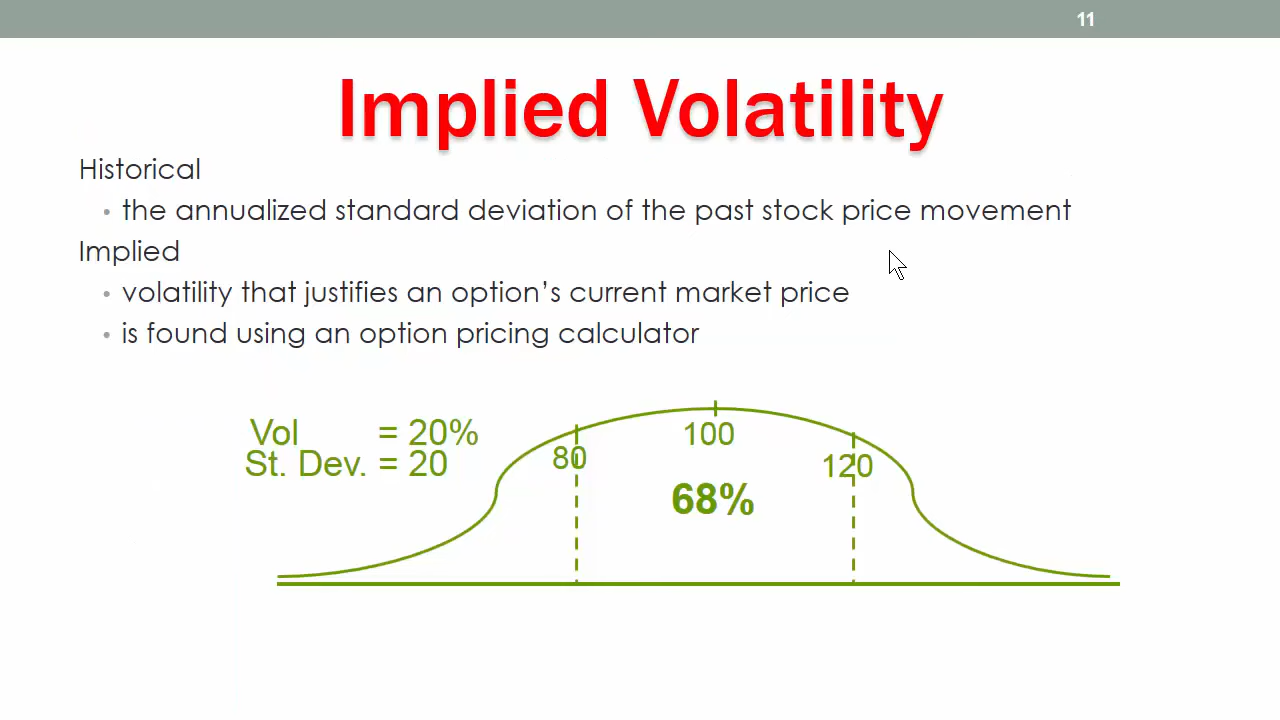 11
Implied Volatility
Historical
• the annualized standard deviation of the past stock price movement
Implied
• volatility that justifies an option’s current market price
• is found using an option pricing calculator
Vol = 20%
St. Dev. = 20
100
80
120
68%